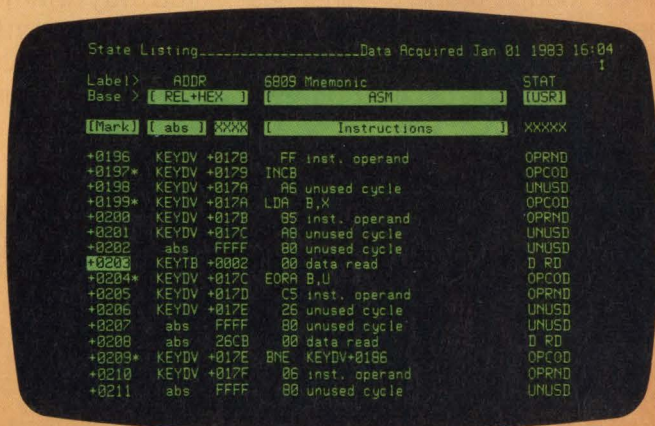 State Listing_____________________Data Acquired Jan 01 1983 16:04
I
Label> ADDR 6809 Mnemonic STAT
Base > [ REL+HEX ] [ ASM ] [USR]
[Mark] [ abs ] XXXX [ Instructions ] XXXXX
+0196 KEYDV +0178 FF inst. operand OPRND
+0197* KEYDV +0179 INCB OPCOD
+0198 KEYDV +017A A6 unused cycle UNUSD
+0199* KEYDV +017A LDA B,X OPCOD
+0200 KEYDV +017B 85 inst. operand OPRND
+0201 KEYDV +017C A8 unused cycle UNUSD
+0202 abs FFFF 80 unused cycle UNUSD
+0203 KEYTB +0002 00 data read D RD
+0204* KEYDV +017C EORA B,U OPCOD
+0205 KEYDV +017D C5 inst. operand OPRND
+0206 KEYDV +017E 26 unused cycle UNUSD
+0207 abs FFFF 80 unused cycle UNUSD
+0208 abs 26CB 00 data read D RD
+0209* KEYDV +017E BNE KEYDV+0186 OPCOD
+0210 KEYDV +017F 06 inst. operand OPRND
+0211 abs FFFF 80 unused cycle UNUSD